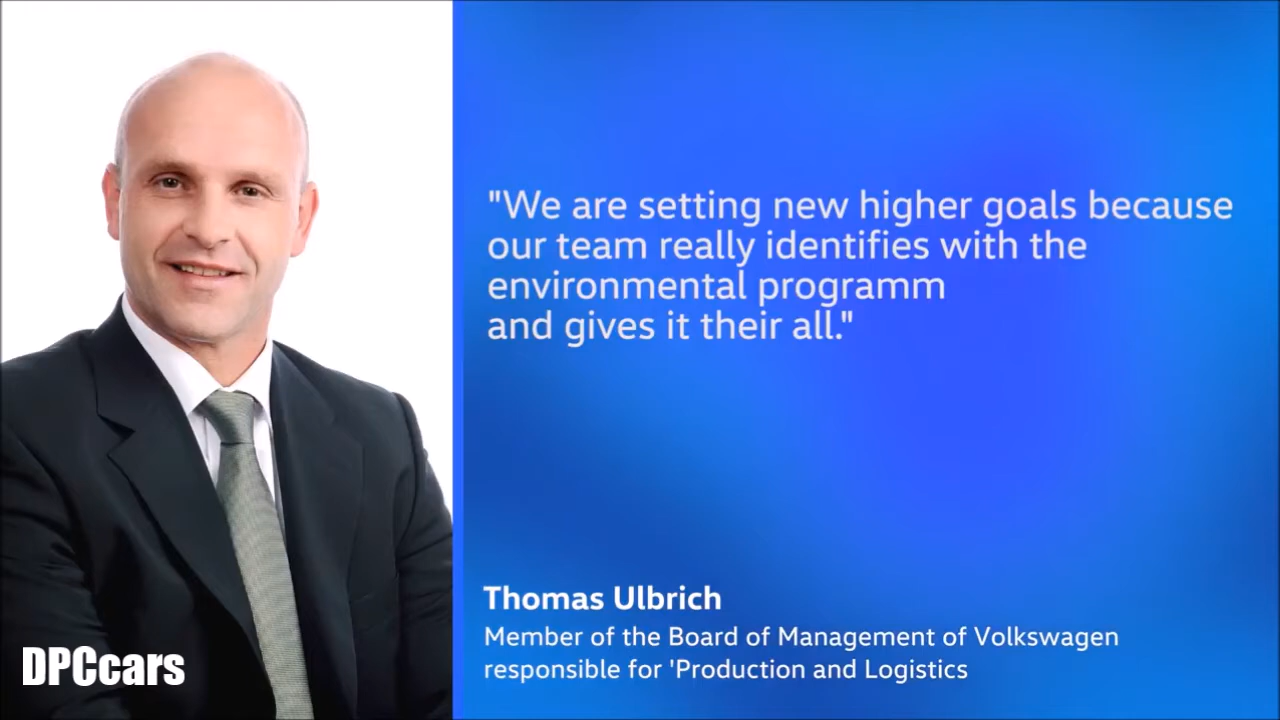 "We are setting new higher goals because
our team really identifies with the
environmental programm
and gives it their all."
Thomas Ulbrich
Member of the Board of Management of Volkswagen
responsible for 'Production and Logistics
DPCcars